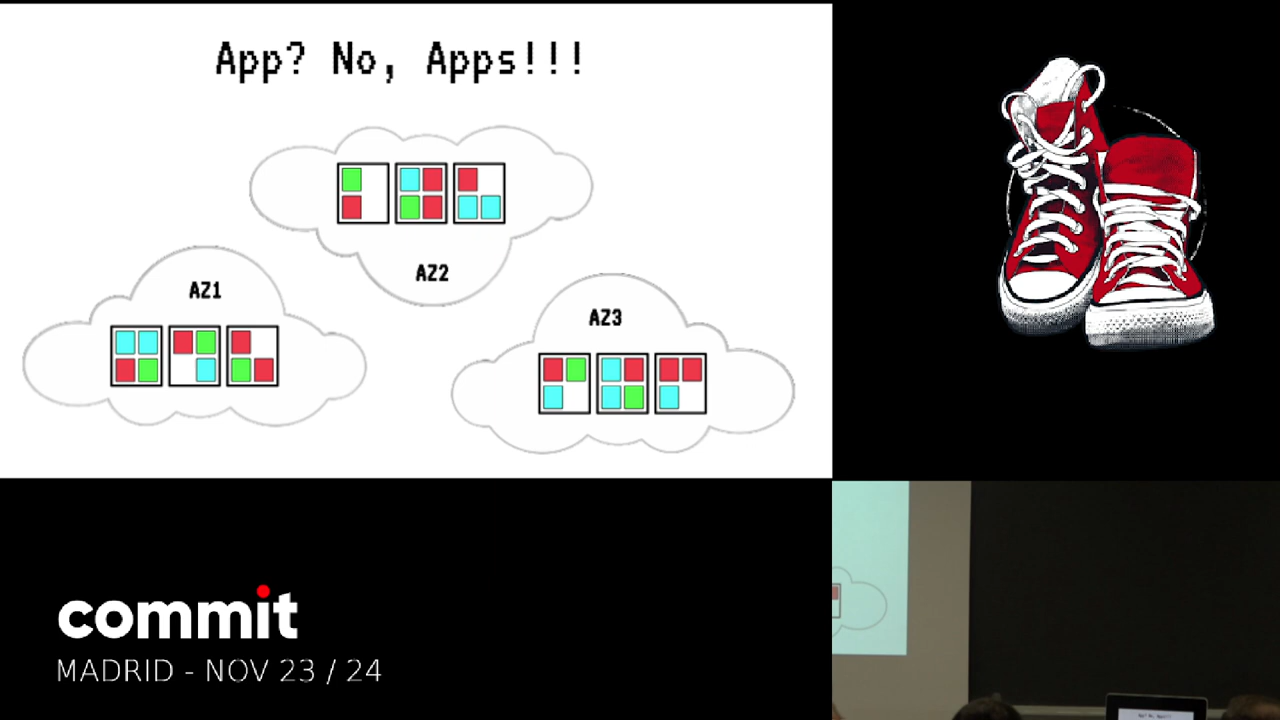 App? No, Apps!!!
AZ2
AZ1
AZ3
commit
MADRID - NOV 23 / 24